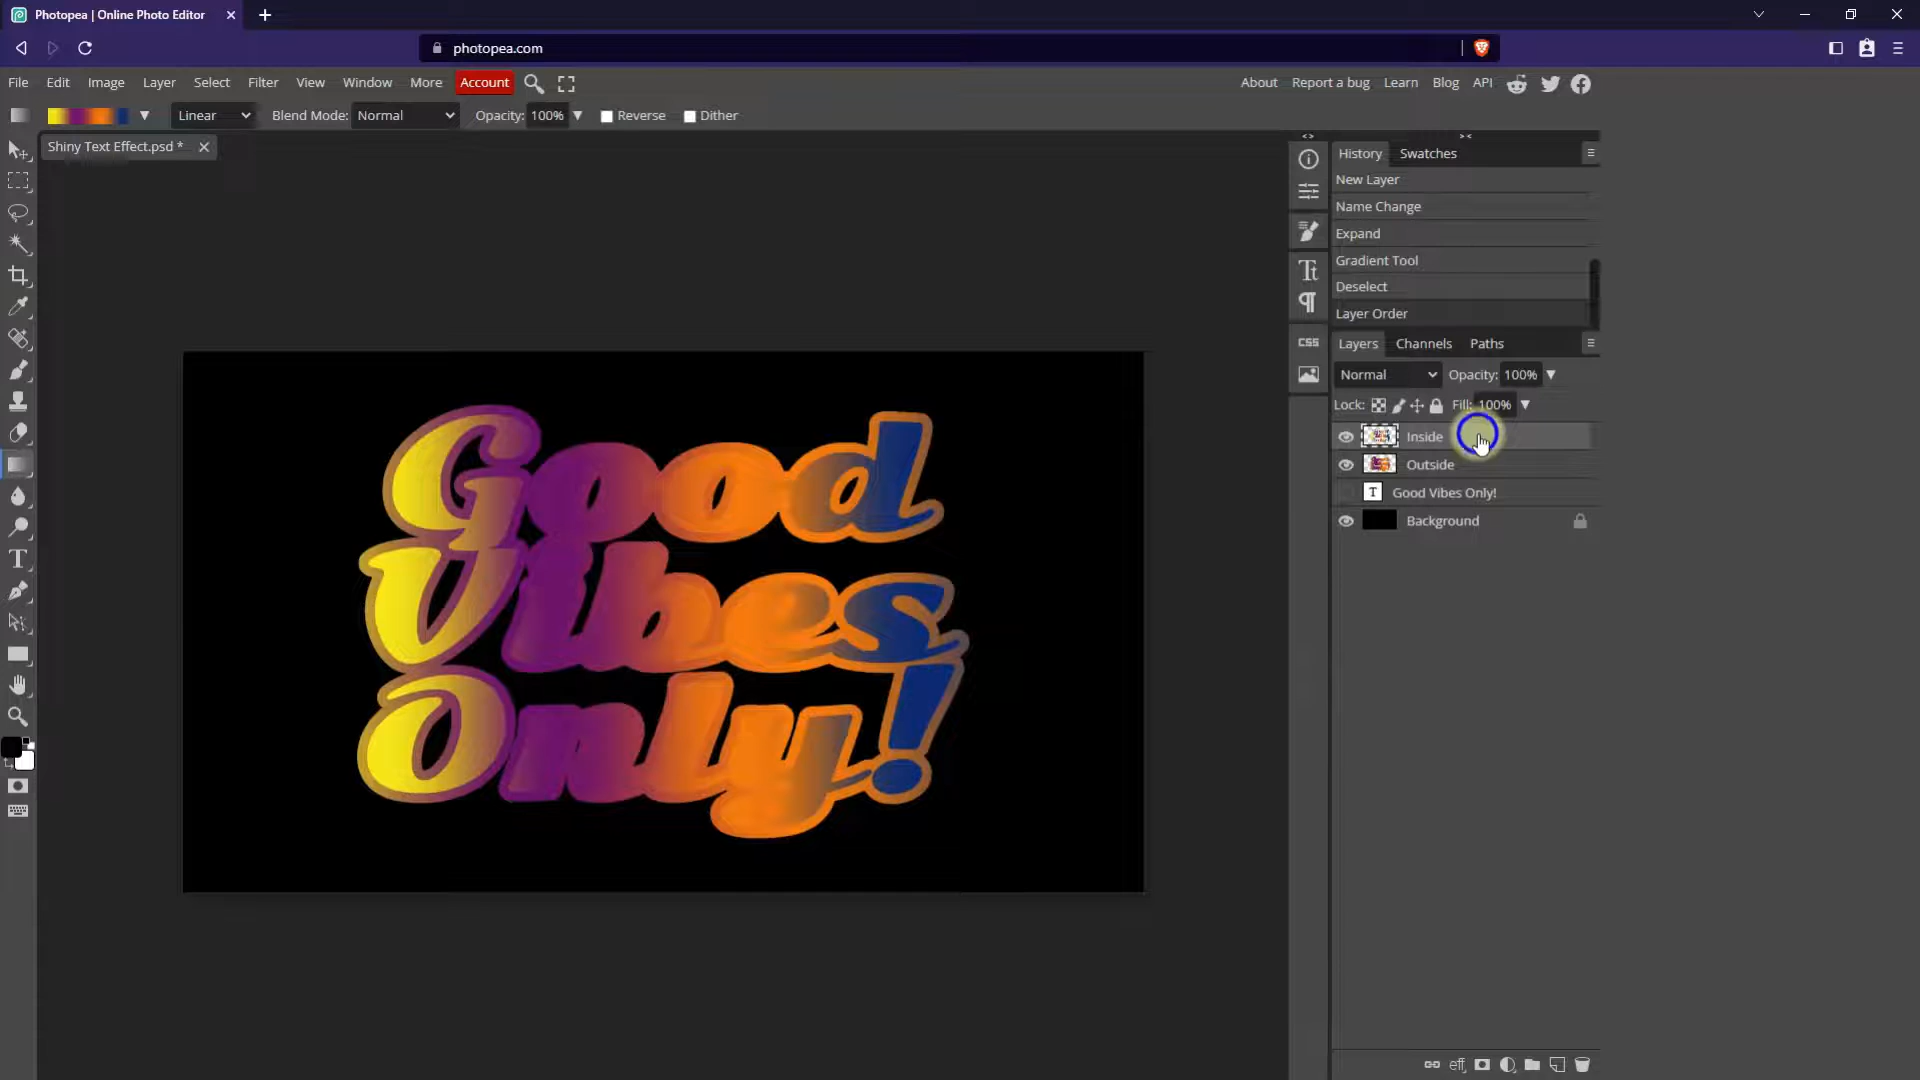 Photopea | Online Photo Editor
photopea.com
File Edit Image Layer Select Filter View Window More Account
About Report a bug Learn Blog API
Linear Blend Mode: Normal Opacity: 100% Reverse Dither
Shiny Text Effect.psd *
History Swatches
New Layer
Name Change
Expand
Gradient Tool
Deselect
Layer Order
CSS
Layers Channels Paths
Normal Opacity: 100%
Lock: Fill: 100%
Inside
Outside
Good Vibes Only!
Background
Good
Vibes
Only!
eff